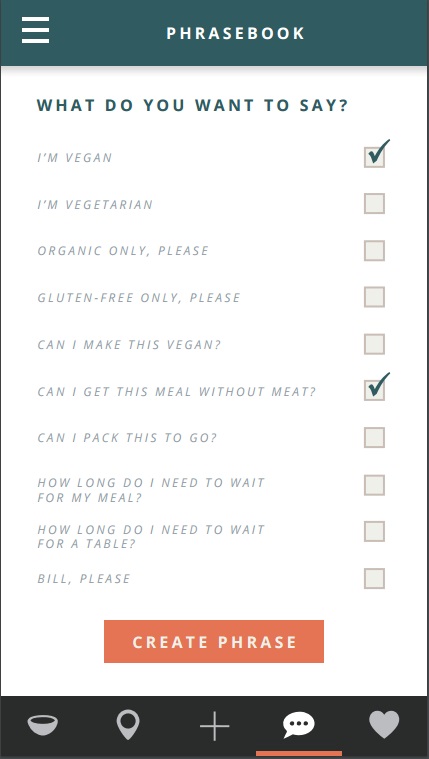 PHRASEBOOK
WHAT DO YOU WANT TO SAY?
I'M VEGAN
I'M VEGETARIAN
ORGANIC ONLY, PLEASE
GLUTEN-FREE ONLY, PLEASE
CAN I MAKE THIS VEGAN?
CAN I GET THIS MEAL WITHOUT MEAT?
CAN I PACK THIS TO GO?
HOW LONG DO I NEED TO WAIT
FOR MY MEAL?
HOW LONG DO I NEED TO WAIT
FOR A TABLE?
BILL, PLEASE
CREATE PHRASE